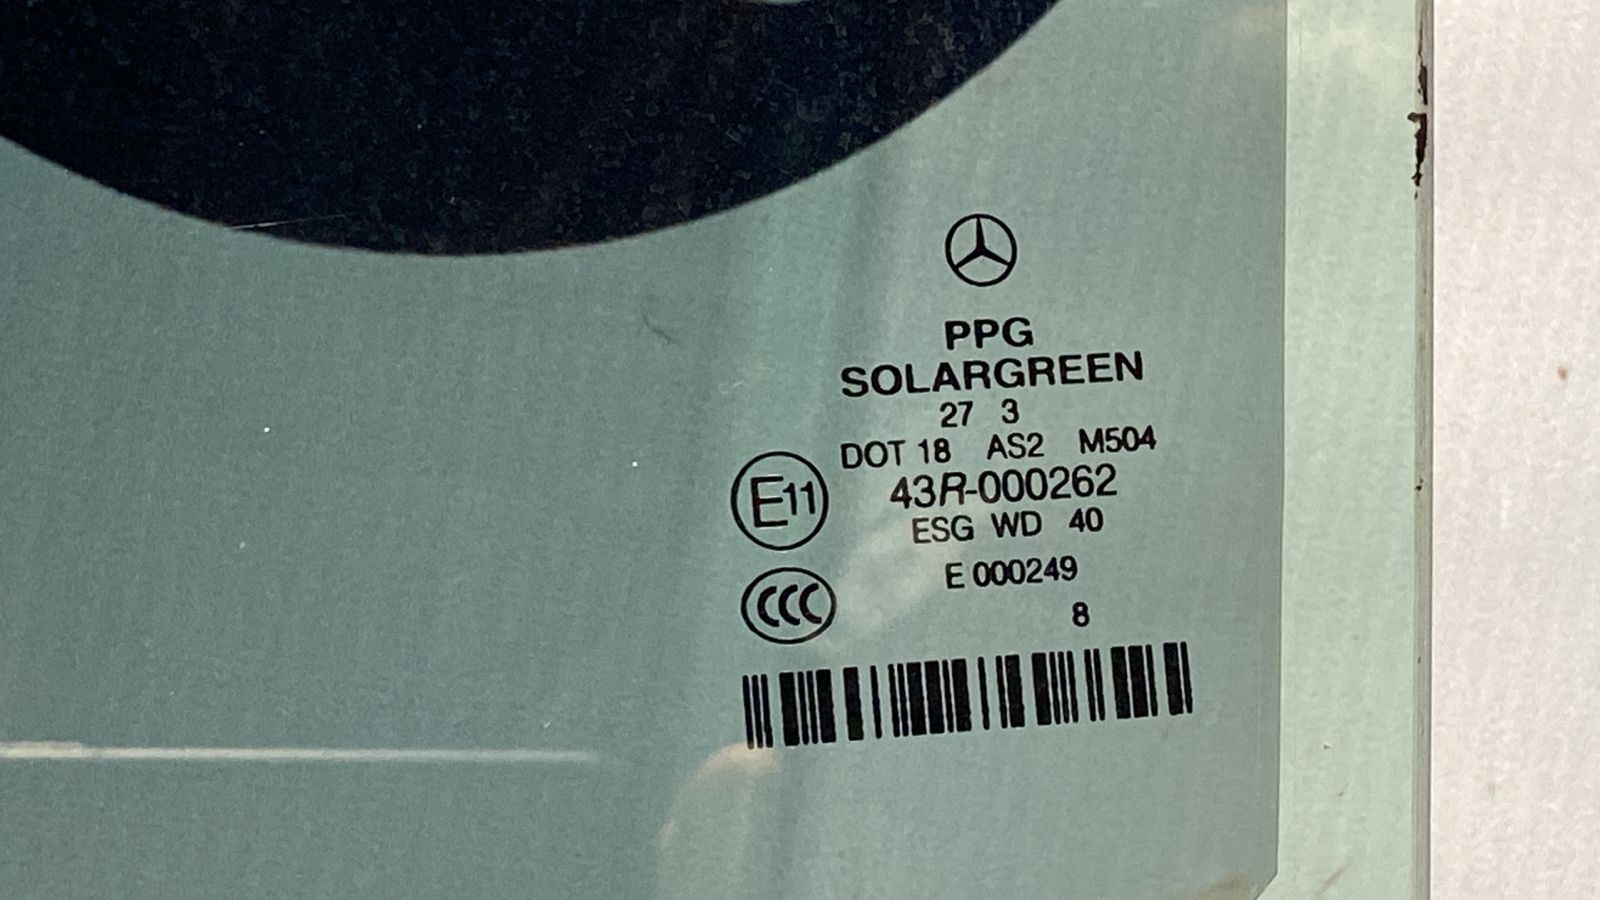 PPG
SOLARGREEN
27 3
DOT 18 AS2 M504
E11 43R-000262
ESG WD 40
CCC E 000249
8